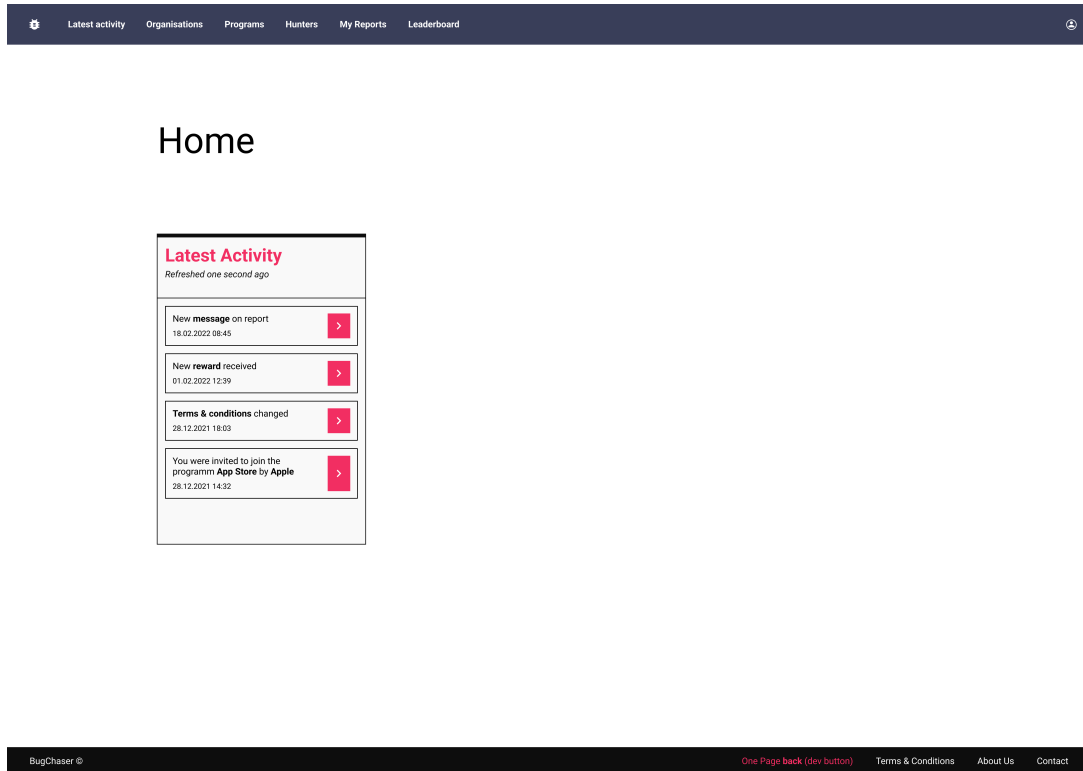 Latest activity Organisations Programs Hunters My Reports Leaderboard
Home
Latest Activity
Refreshed one second ago
New message on report
18.02.2022 08:45
New reward received
01.02.2022 12:39
Terms & conditions changed
28.12.2021 18:03
You were invited to join the
programm App Store by Apple
28.12.2021 14:32
BugChaser © One Page back (dev button) Terms & Conditions About Us Contact